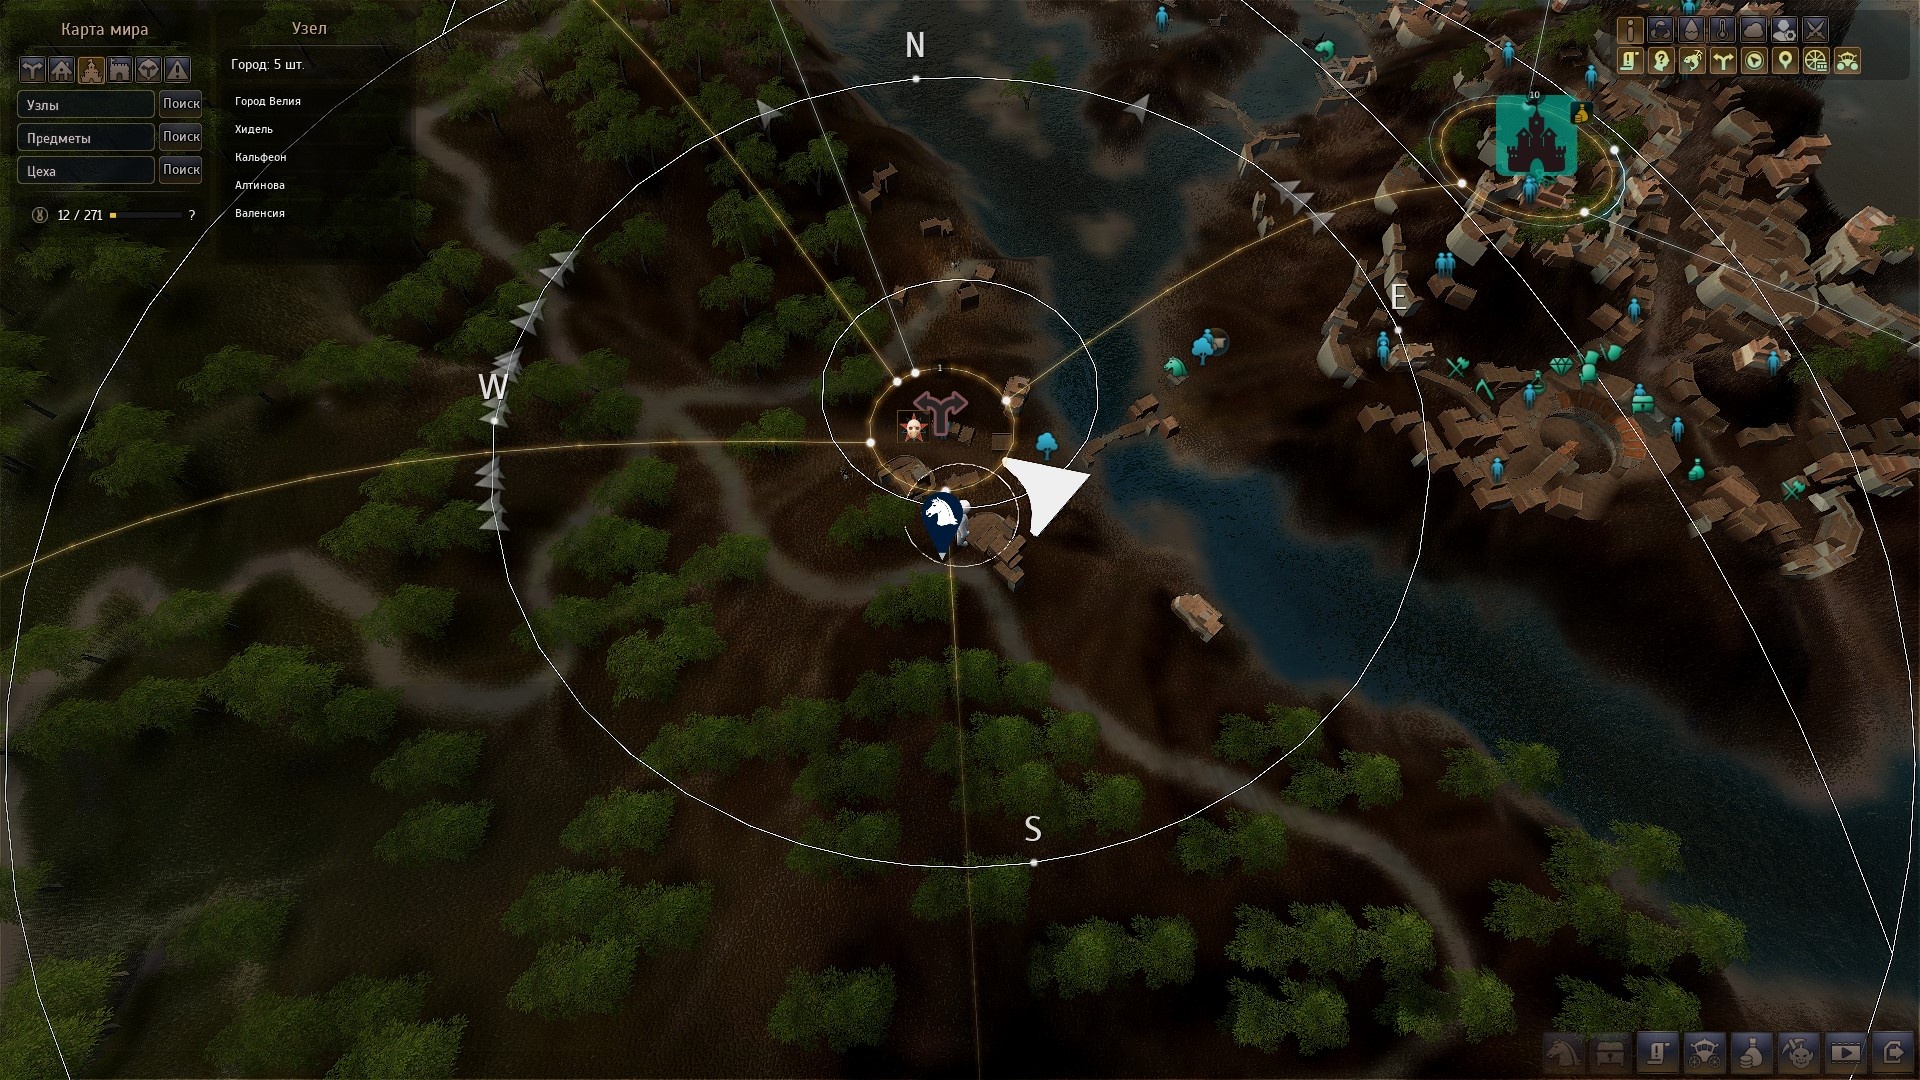 Карта мира
Узлы
Поиск
Предметы
Поиск
Цеха
Поиск
12 / 271
?
Узел
Город: 5 шт.
Город Велия
Хидель
Кальфеон
Алтинова
Валенсия
N
10
E
W
1
S